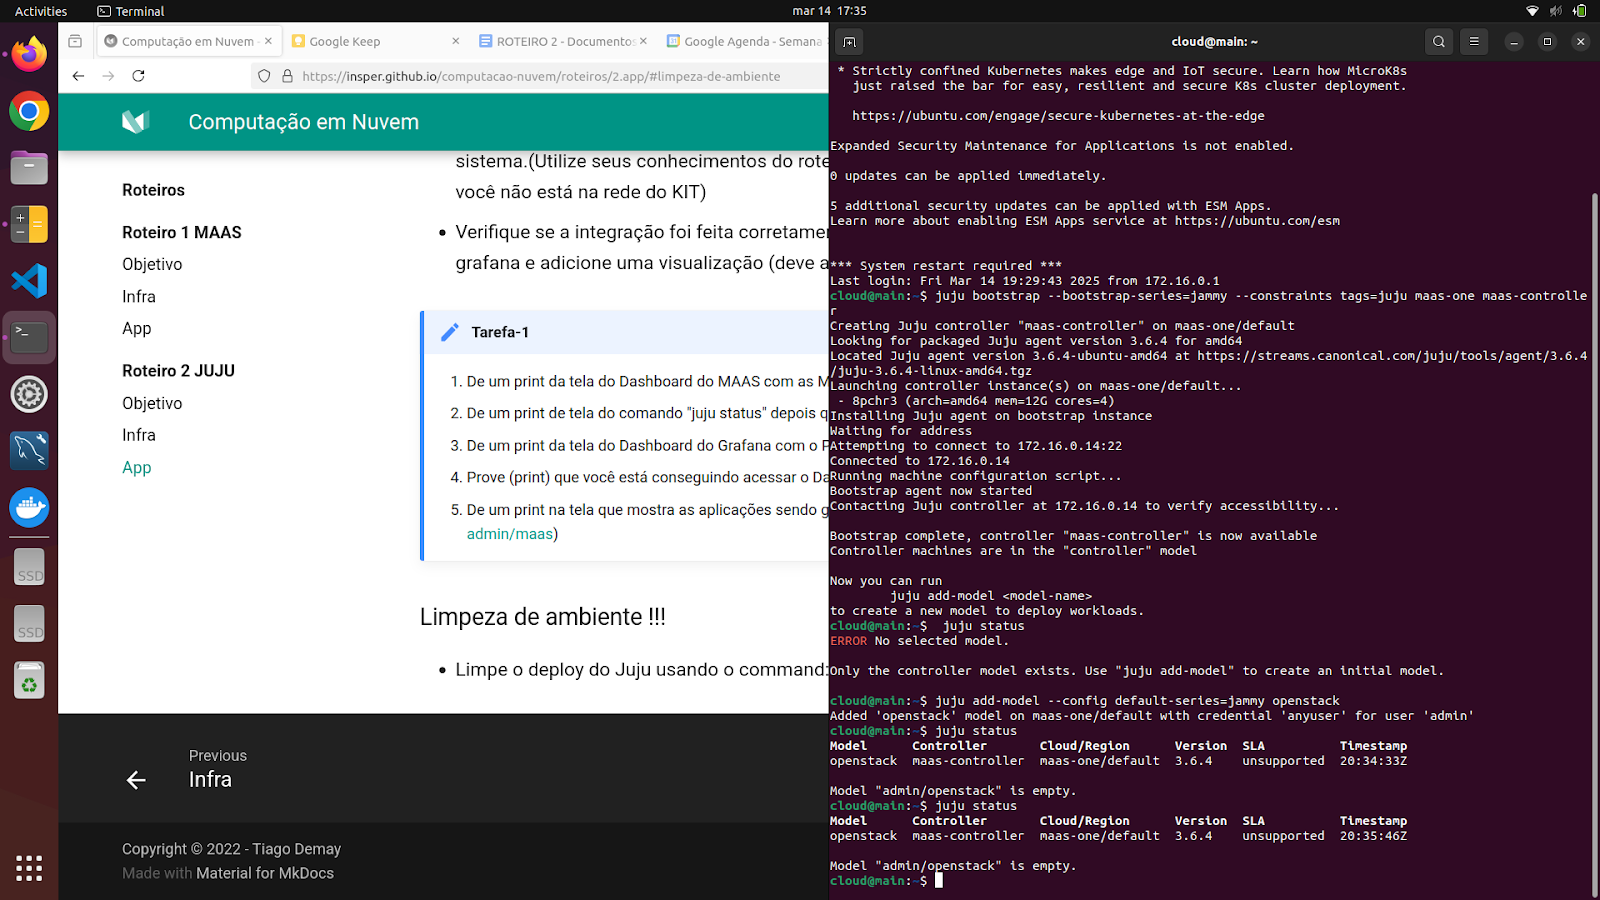 Activities
Terminal
mar 14 17:35
Computação em Nuvem -
Google Keep
ROTEIRO 2 - Documentos
Google Agenda - Semana
https://insper.github.io/computacao-nuvem/roteiros/2.app/#limpeza-de-ambiente
Computação em Nuvem
Roteiros
Roteiro 1 MAAS
Objetivo
Infra
App
Roteiro 2 JUJU
Objetivo
Infra
App
sistema.(Utilize seus conhecimentos do rote
você não está na rede do KIT)
• Verifique se a integração foi feita corretamer
grafana e adicione uma visualização (deve a
Tarefa-1
1. De um print da tela do Dashboard do MAAS com as M
2. De um print de tela do comando "juju status" depois q
3. De um print da tela do Dashboard do Grafana com o P
4. Prove (print) que você está conseguindo acessar o Da
5. De um print na tela que mostra as aplicações sendo g
admin/maas)
Limpeza de ambiente !!!
• Limpe o deploy do Juju usando o command:
Previous
Infra
Copyright © 2022 - Tiago Demay
Made with Material for MkDocs
SSD
SSD
cloud@main: ~
* Strictly confined Kubernetes makes edge and IoT secure. Learn how MicroK8s
just raised the bar for easy, resilient and secure K8s cluster deployment.
https://ubuntu.com/engage/secure-kubernetes-at-the-edge
Expanded Security Maintenance for Applications is not enabled.
0 updates can be applied immediately.
5 additional security updates can be applied with ESM Apps.
Learn more about enabling ESM Apps service at https://ubuntu.com/esm
*** System restart required ***
Last login: Fri Mar 14 19:29:43 2025 from 172.16.0.1
cloud@main:~$ juju bootstrap --bootstrap-series=jammy --constraints tags=juju maas-one maas-controlle
r
Creating Juju controller "maas-controller" on maas-one/default
Looking for packaged Juju agent version 3.6.4 for amd64
Located Juju agent version 3.6.4-ubuntu-amd64 at https://streams.canonical.com/juju/tools/agent/3.6.4
/juju-3.6.4-linux-amd64.tgz
Launching controller instance(s) on maas-one/default...
- 8pchr3 (arch=amd64 mem=12G cores=4)
Installing Juju agent on bootstrap instance
Waiting for address
Attempting to connect to 172.16.0.14:22
Connected to 172.16.0.14
Running machine configuration script...
Bootstrap agent now started
Contacting Juju controller at 172.16.0.14 to verify accessibility...
Bootstrap complete, controller "maas-controller" is now available
Controller machines are in the "controller" model
Now you can run
juju add-model <model-name>
to create a new model to deploy workloads.
cloud@main:~$  juju status
ERROR No selected model.
Only the controller model exists. Use "juju add-model" to create an initial model.
cloud@main:~$ juju add-model --config default-series=jammy openstack
Added 'openstack' model on maas-one/default with credential 'anyuser' for user 'admin'
cloud@main:~$ juju status
Model Controller Cloud/Region Version SLA Timestamp
openstack maas-controller maas-one/default 3.6.4 unsupported 20:34:33Z
Model "admin/openstack" is empty.
cloud@main:~$ juju status
Model Controller Cloud/Region Version SLA Timestamp
openstack maas-controller maas-one/default 3.6.4 unsupported 20:35:46Z
Model "admin/openstack" is empty.
cloud@main:~$